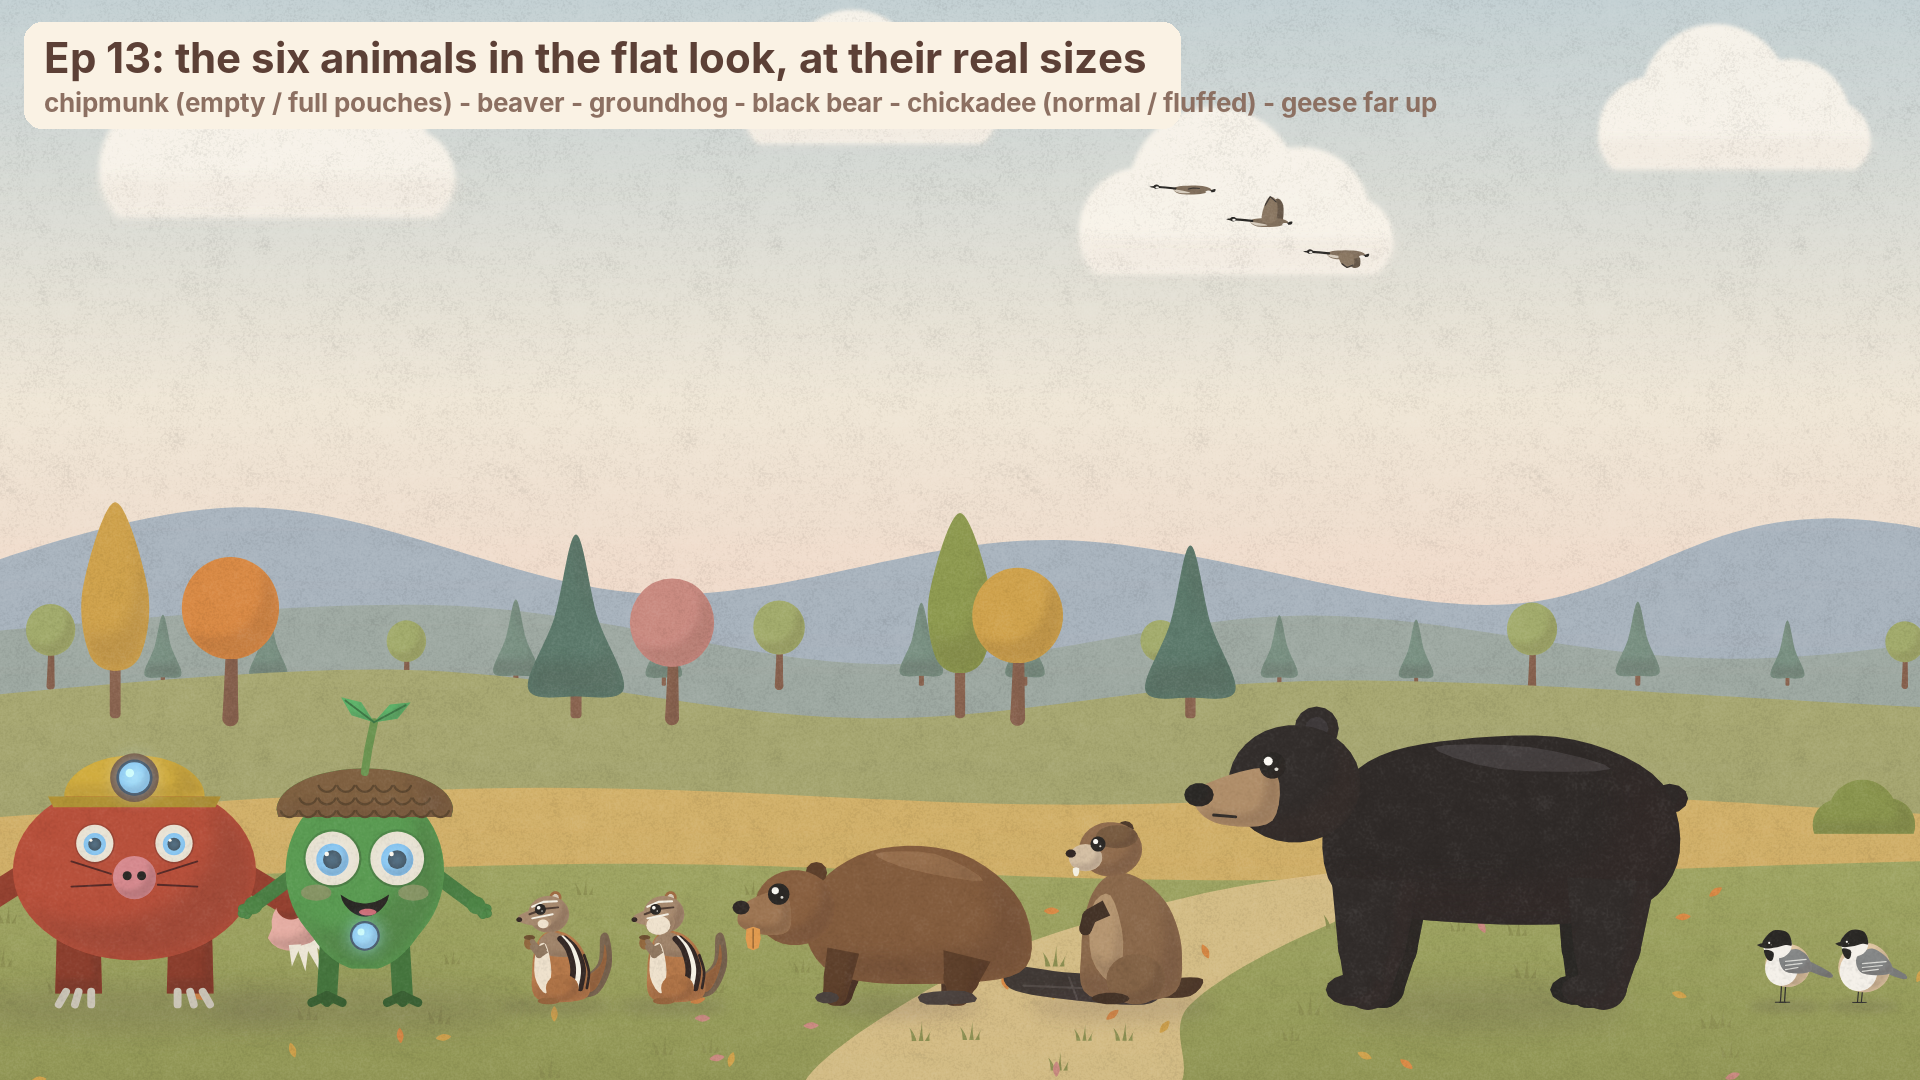 Ep 13: the six animals in the flat look, at their real sizes
chipmunk (empty / full pouches) - beaver - groundhog - black bear - chickadee (normal / fluffed) - geese far up